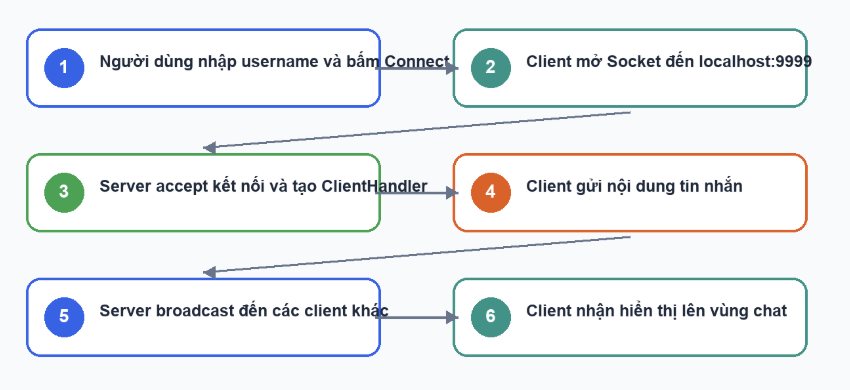 1 Người dùng nhập username và bấm Connect
2 Client mở Socket đến localhost:9999
3 Server accept kết nối và tạo ClientHandler
4 Client gửi nội dung tin nhắn
5 Server broadcast đến các client khác
6 Client nhận hiển thị lên vùng chat